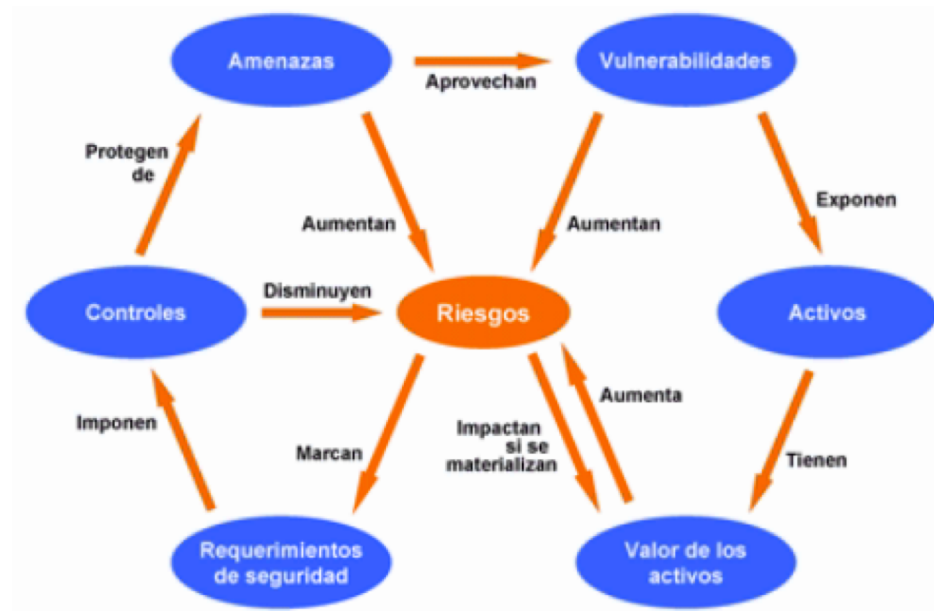 Amenazas
Aprovechan
Vulnerabilidades
Protegen
de
Aumentan
Aumentan
Exponen
Controles
Disminuyen
Riesgos
Activos
Imponen
Marcan
Impactan
si se
materializan
Aumenta
Tienen
Requerimientos
de seguridad
Valor de los
activos